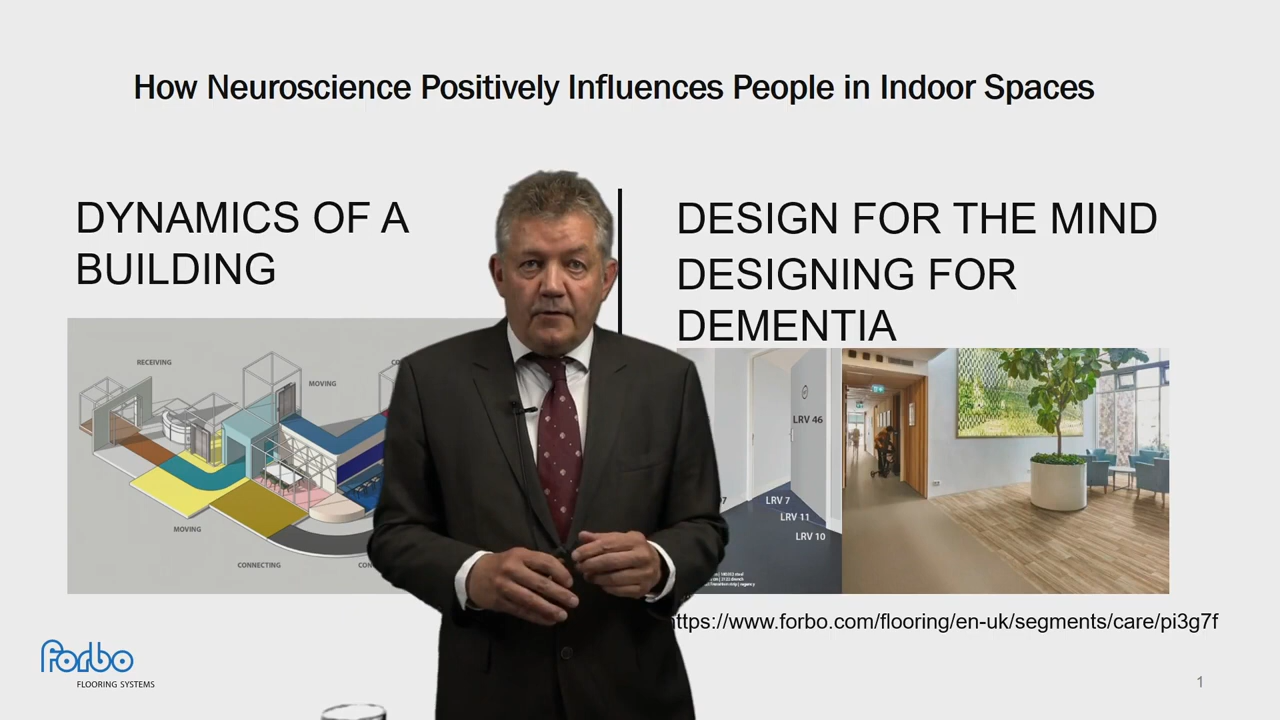 How Neuroscience Positively Influences People in Indoor Spaces
DYNAMICS OF A
BUILDING
DESIGN FOR THE MIND
DESIGNING FOR
DEMENTIA
RECEIVING
MOVING
MOVING
CONNECTING
LRV 46
LRV 7
LRV 11
LRV 10
ttps://www.forbo.com/flooring/en-uk/segments/care/pi3g7f
forbo
FLOORING SYSTEMS
1